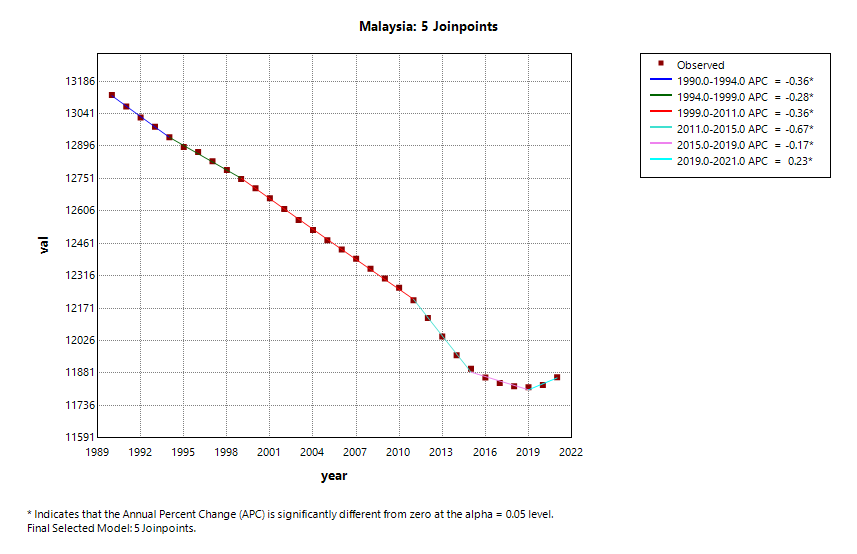 Malaysia: 5 Joinpoints
Observed
1990.0-1994.0 APC = -0.36*
1994.0-1999.0 APC = -0.28*
1999.0-2011.0 APC = -0.36*
2011.0-2015.0 APC = -0.67*
2015.0-2019.0 APC = -0.17*
2019.0-2021.0 APC = 0.23*
13186
13041
12896
12751
12606
12461
12316
12171
12026
11881
11736
11591
val
1989 1992 1995 1998 2001 2004 2007 2010 2013 2016 2019 2022
year
* Indicates that the Annual Percent Change (APC) is significantly different from zero at the alpha = 0.05 level.
Final Selected Model: 5 Joinpoints.